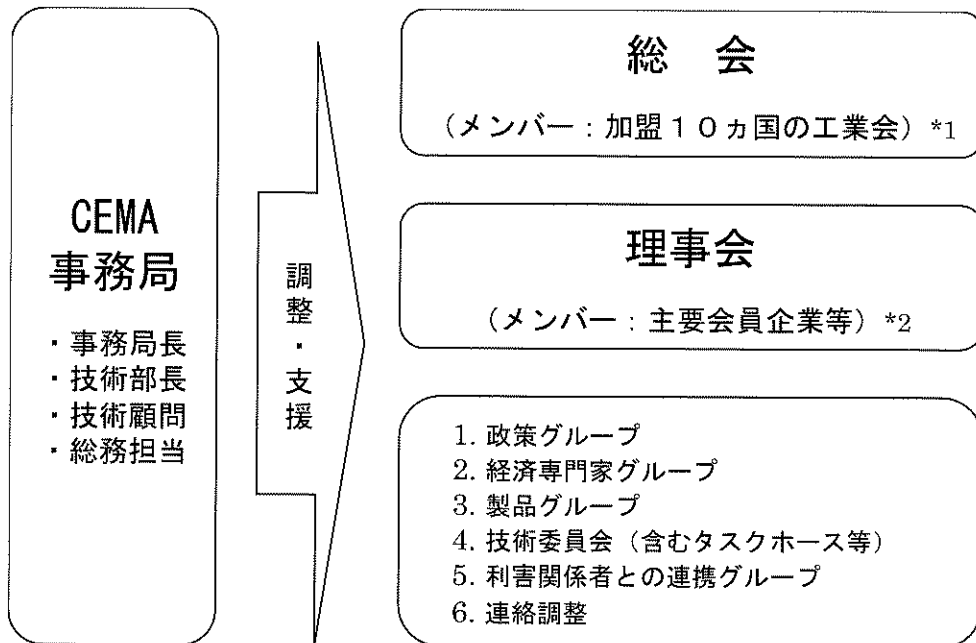 CEMA
事務局
・事務局長
・技術部長
・技術顧問
・総務担当
調整・支援
総 会
（メンバー：加盟１０ヵ国の工業会）*1
理事会
（メンバー：主要会員企業等）*2
1. 政策グループ
2. 経済専門家グループ
3. 製品グループ
4. 技術委員会（含むタスクホース等）
5. 利害関係者との連携グループ
6. 連絡調整